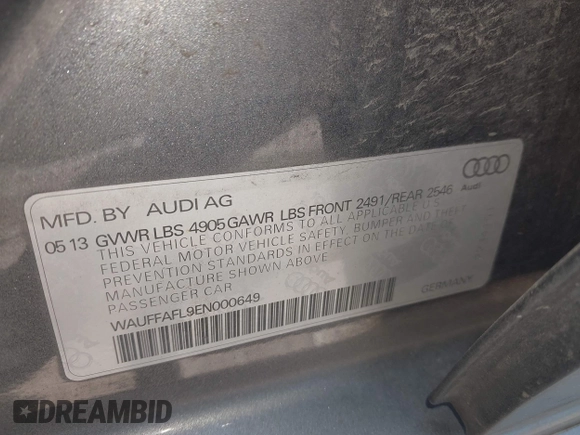 MFD. BY AUDI AG
Audi
05 13 GVWR LBS 4905 GAWR LBS FRONT 2491/REAR 2546
THIS VEHICLE CONFORMS TO ALL APPLICABLE U.S.
FEDERAL MOTOR VEHICLE SAFETY, BUMPER AND THEFT
PREVENTION STANDARDS IN EFFECT ON THE DATE OF
MANUFACTURE SHOWN ABOVE
PASSENGER CAR
WAUFFAFL9EN000649
GERMANY
DREAMBID